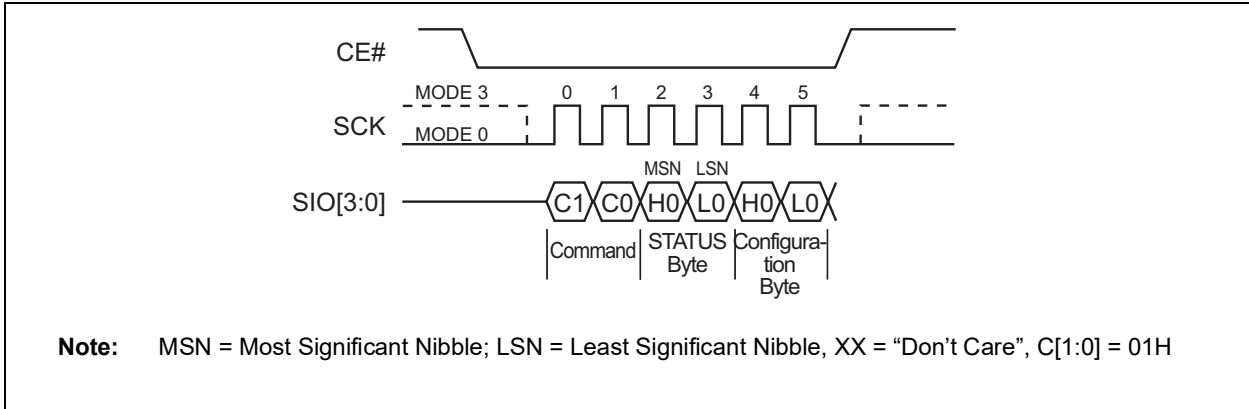 CE#
MODE 3 0 1 2 3 4 5
SCK
MODE 0
MSN LSN
SIO[3:0] C1 C0 H0 L0 H0 L0
Command STATUS Byte Configura-tion Byte
Note: MSN = Most Significant Nibble; LSN = Least Significant Nibble, XX = “Don’t Care”, C[1:0] = 01H